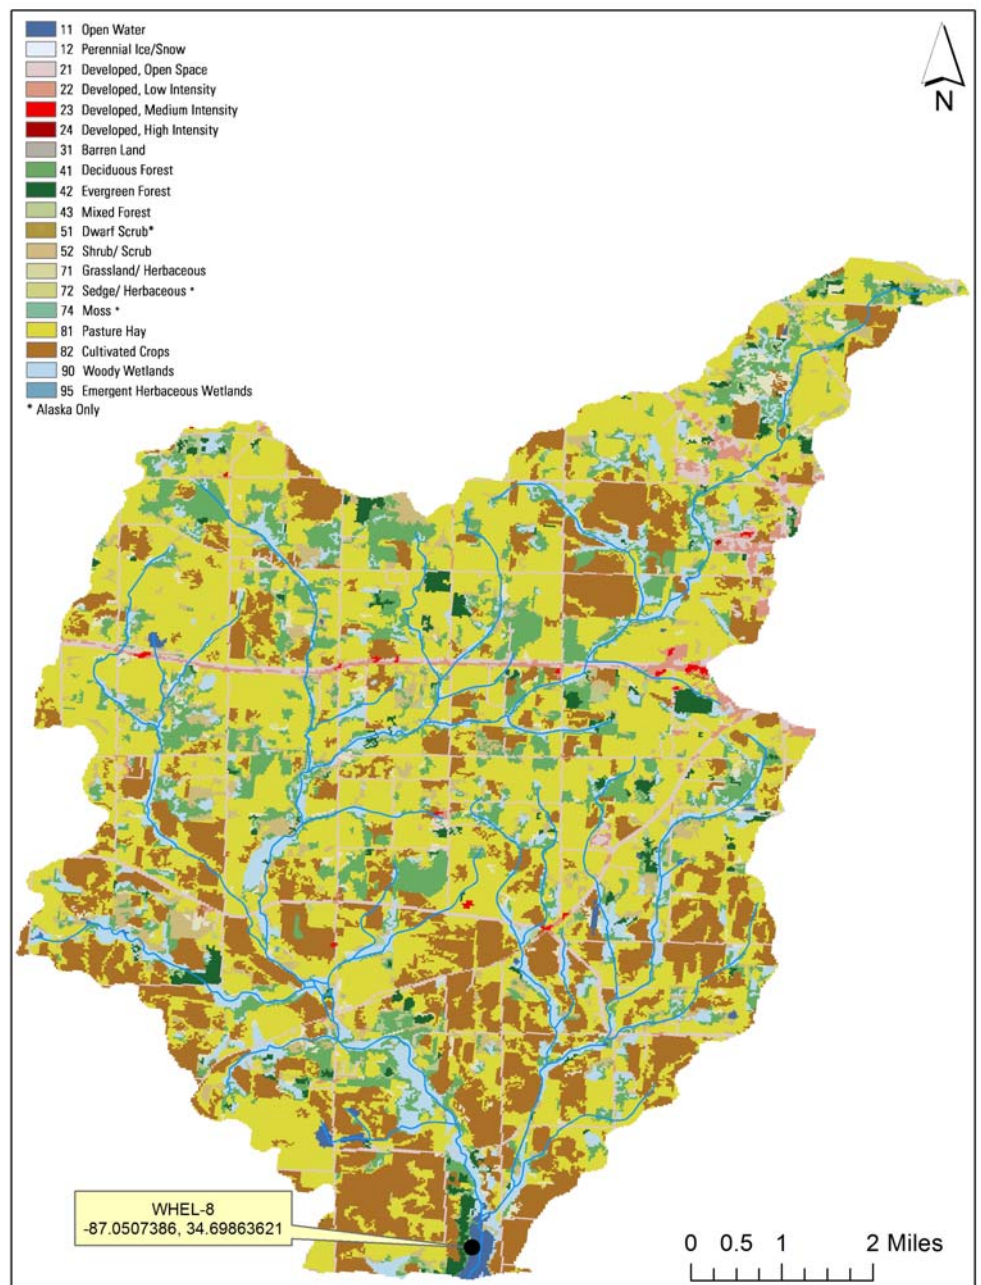 11 Open Water
12 Perennial Ice/Snow
21 Developed, Open Space
22 Developed, Low Intensity
23 Developed, Medium Intensity
24 Developed, High Intensity
31 Barren Land
41 Deciduous Forest
42 Evergreen Forest
43 Mixed Forest
51 Dwarf Scrub*
52 Shrub/ Scrub
71 Grassland/ Herbaceous
72 Sedge/ Herbaceous *
74 Moss *
81 Pasture Hay
82 Cultivated Crops
90 Woody Wetlands
95 Emergent Herbaceous Wetlands
* Alaska Only
N
WHEL-8
-87.0507386, 34.69863621
0 0.5 1 2 Miles